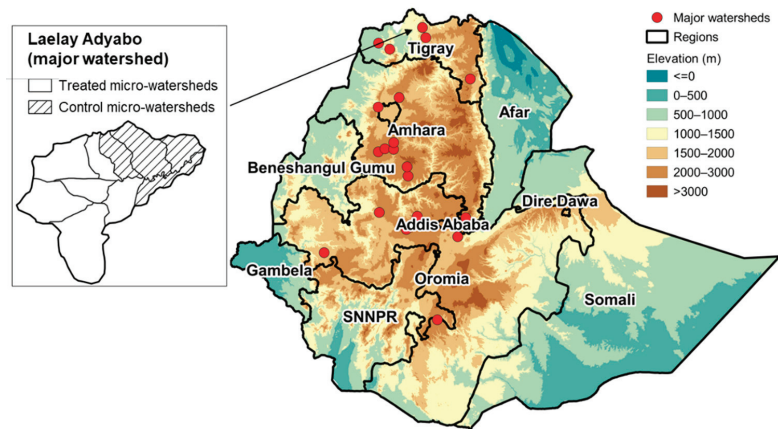 Laelay Adyabo
(major watershed)
Treated micro-watersheds
Control micro-watersheds
Major watersheds
Regions
Elevation (m)
<=0
0–500
500–1000
1000–1500
1500–2000
2000–3000
>3000
Tigray
Afar
Amhara
Beneshangul Gumu
Dire Dawa
Addis Ababa
Gambela
Oromia
Somali
SNNPR